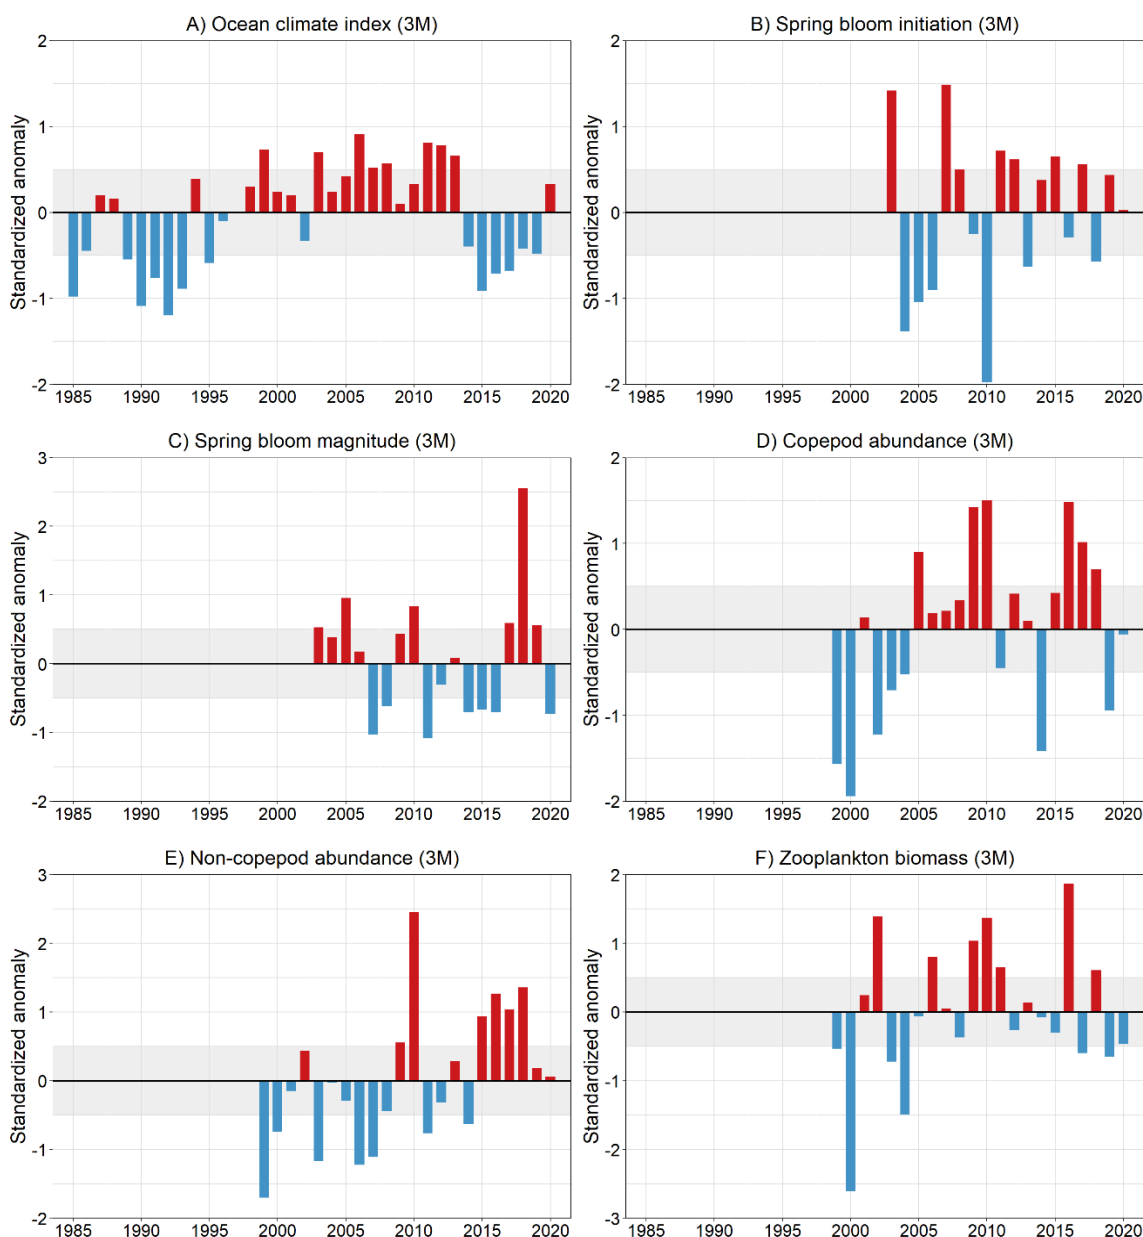 A) Ocean climate index (3M)
Standardized anomaly
2
1
0
-1
-2
1985 1990 1995 2000 2005 2010 2015 2020
B) Spring bloom initiation (3M)
Standardized anomaly
2
1
0
-1
-2
1985 1990 1995 2000 2005 2010 2015 2020
C) Spring bloom magnitude (3M)
Standardized anomaly
3
2
1
0
-1
-2
1985 1990 1995 2000 2005 2010 2015 2020
D) Copepod abundance (3M)
Standardized anomaly
2
1
0
-1
-2
1985 1990 1995 2000 2005 2010 2015 2020
E) Non-copepod abundance (3M)
Standardized anomaly
3
2
1
0
-1
-2
1985 1990 1995 2000 2005 2010 2015 2020
F) Zooplankton biomass (3M)
Standardized anomaly
2
1
0
-1
-2
-3
1985 1990 1995 2000 2005 2010 2015 2020